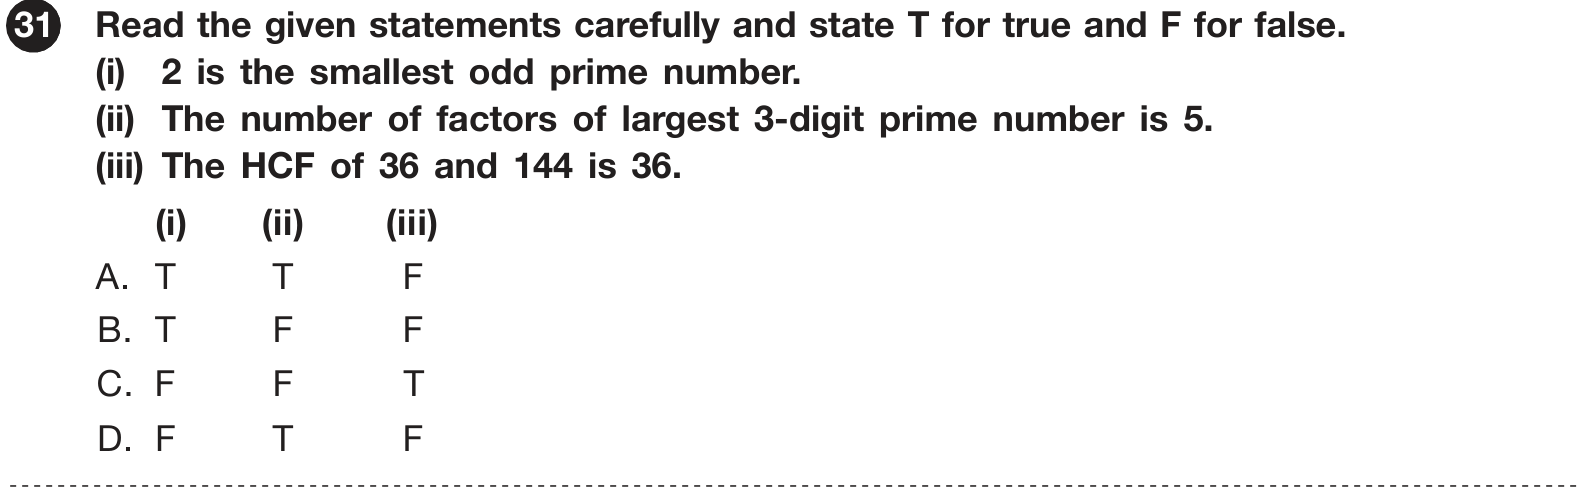 31 Read the given statements carefully and state T for true and F for false.
(i) 2 is the smallest odd prime number.
(ii) The number of factors of largest 3-digit prime number is 5.
(iii) The HCF of 36 and 144 is 36.
(i) (ii) (iii)
A. T T F
B. T F F
C. F F T
D. F T F